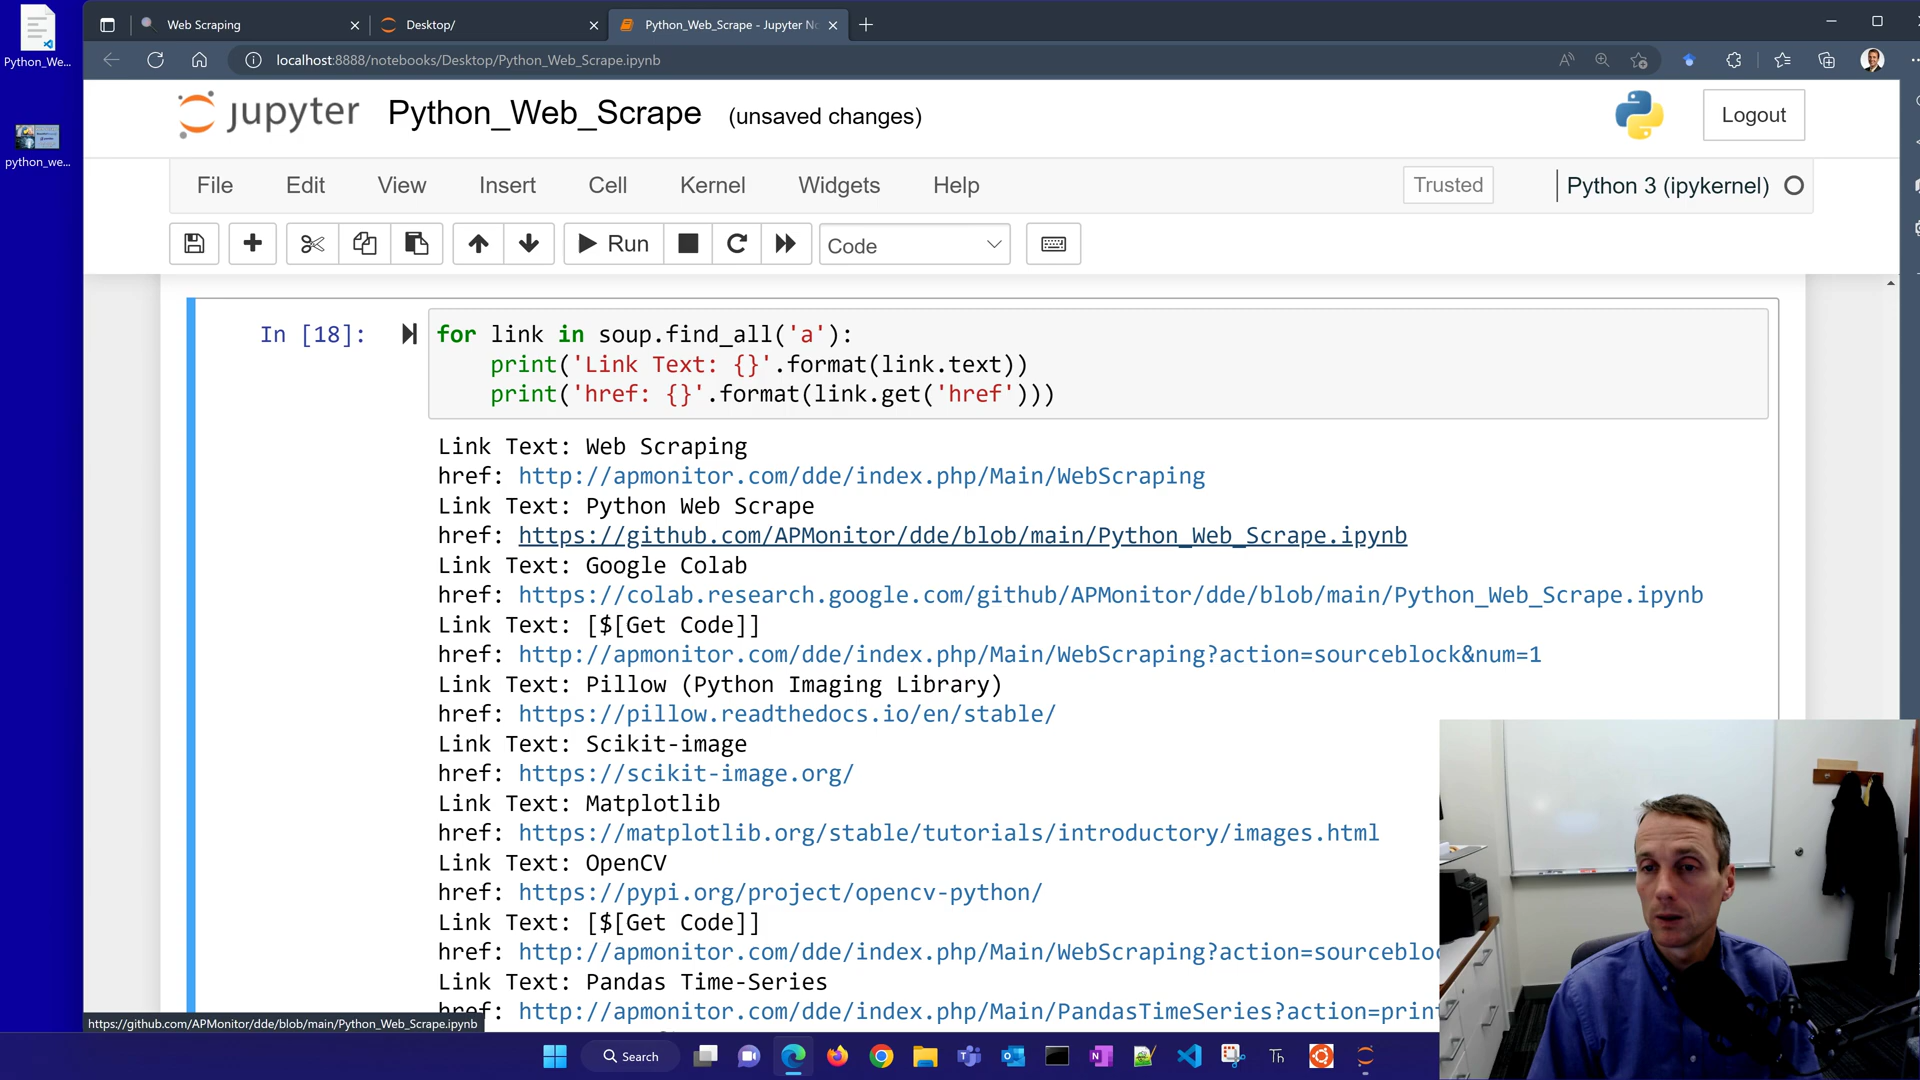 Python_We...
python_we...
Web Scraping
Desktop/
Python_Web_Scrape - Jupyter No
localhost:8888/notebooks/Desktop/Python_Web_Scrape.ipynb
jupyter Python_Web_Scrape (unsaved changes)
Logout
File Edit View Insert Cell Kernel Widgets Help
Trusted
Python 3 (ipykernel)
Run
Code
In [18]:
for link in soup.find_all('a'):
print('Link Text: {}'.format(link.text))
print('href: {}'.format(link.get('href')))
Link Text: Web Scraping
href: http://apmonitor.com/dde/index.php/Main/WebScraping
Link Text: Python Web Scrape
href: https://github.com/APMonitor/dde/blob/main/Python_Web_Scrape.ipynb
Link Text: Google Colab
href: https://colab.research.google.com/github/APMonitor/dde/blob/main/Python_Web_Scrape.ipynb
Link Text: [$[Get Code]]
href: http://apmonitor.com/dde/index.php/Main/WebScraping?action=sourceblock&num=1
Link Text: Pillow (Python Imaging Library)
href: https://pillow.readthedocs.io/en/stable/
Link Text: Scikit-image
href: https://scikit-image.org/
Link Text: Matplotlib
href: https://matplotlib.org/stable/tutorials/introductory/images.html
Link Text: OpenCV
href: https://pypi.org/project/opencv-python/
Link Text: [$[Get Code]]
href: http://apmonitor.com/dde/index.php/Main/WebScraping?action=sourcebloc
Link Text: Pandas Time-Series
href: http://apmonitor.com/dde/index.php/Main/PandasTimeSeries?action=print
https://github.com/APMonitor/dde/blob/main/Python_Web_Scrape.ipynb
Search
Th